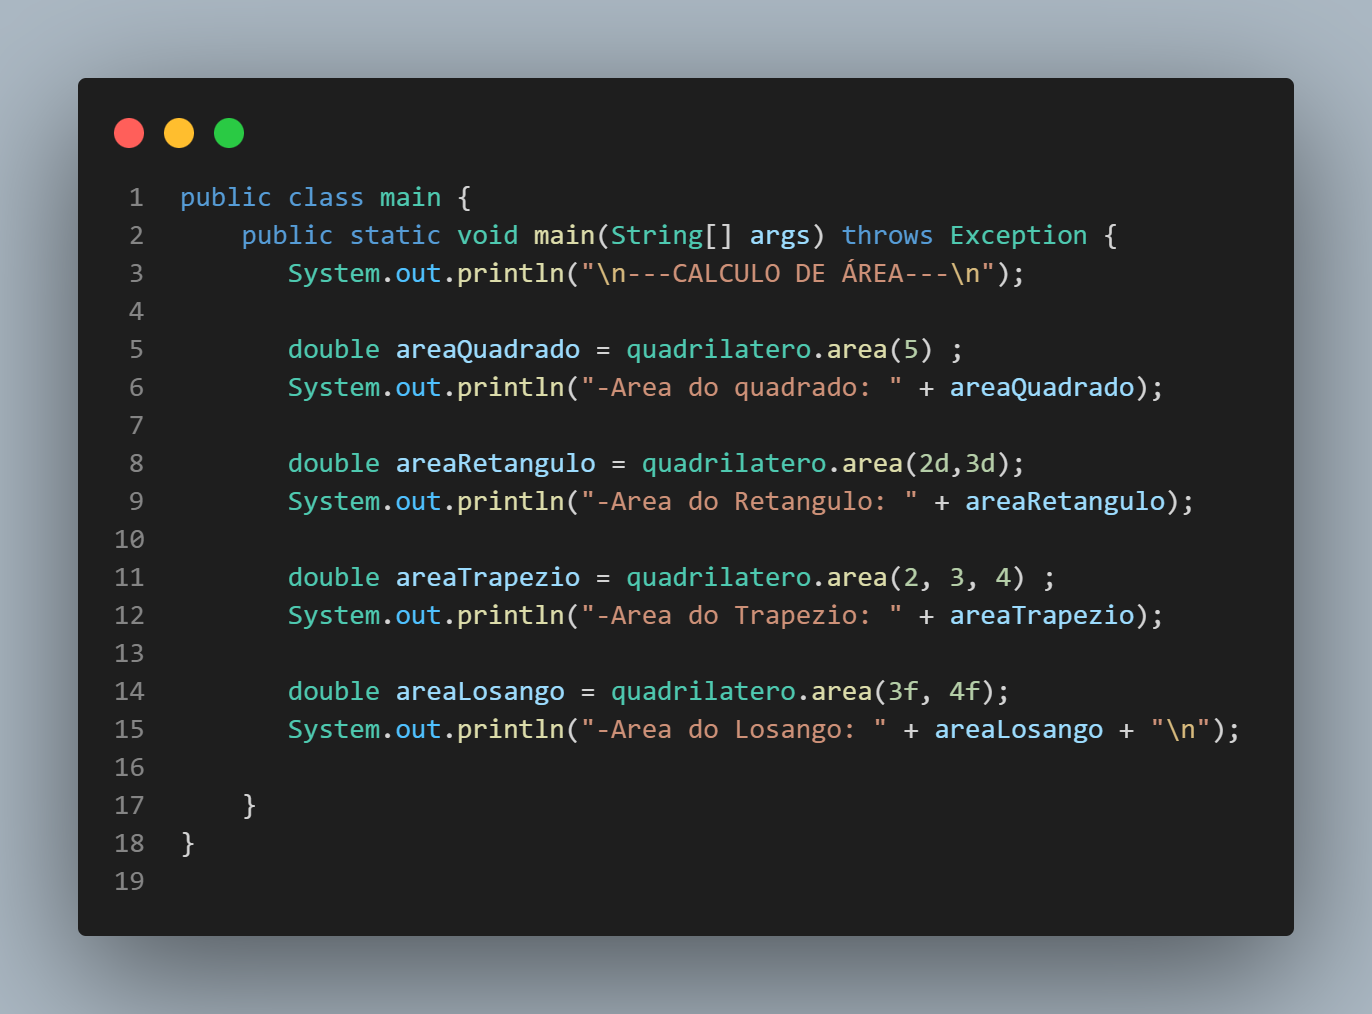 1 public class main {
2 public static void main(String[] args) throws Exception {
3 System.out.println("\n---CALCULO DE ÁREA---\n");
4
5 double areaQuadrado = quadrilatero.area(5) ;
6 System.out.println("-Area do quadrado: " + areaQuadrado);
7
8 double areaRetangulo = quadrilatero.area(2d,3d);
9 System.out.println("-Area do Retangulo: " + areaRetangulo);
10
11 double areaTrapezio = quadrilatero.area(2, 3, 4) ;
12 System.out.println("-Area do Trapezio: " + areaTrapezio);
13
14 double areaLosango = quadrilatero.area(3f, 4f);
15 System.out.println("-Area do Losango: " + areaLosango + "\n");
16
17 }
18 }
19